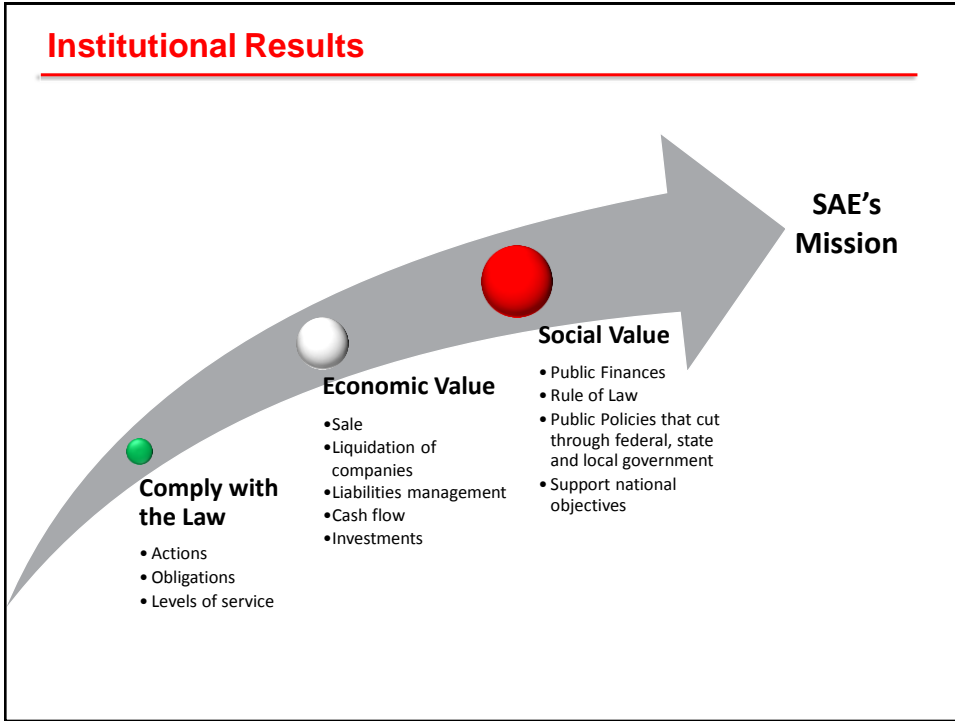 Institutional Results
SAE’s
Mission
Social Value
• Public Finances
• Rule of Law
• Public Policies that cut
through federal, state
and local government
• Support national
objectives
Economic Value
•Sale
•Liquidation of
companies
•Liabilities management
•Cash flow
•Investments
Comply with
the Law
• Actions
• Obligations
• Levels of service